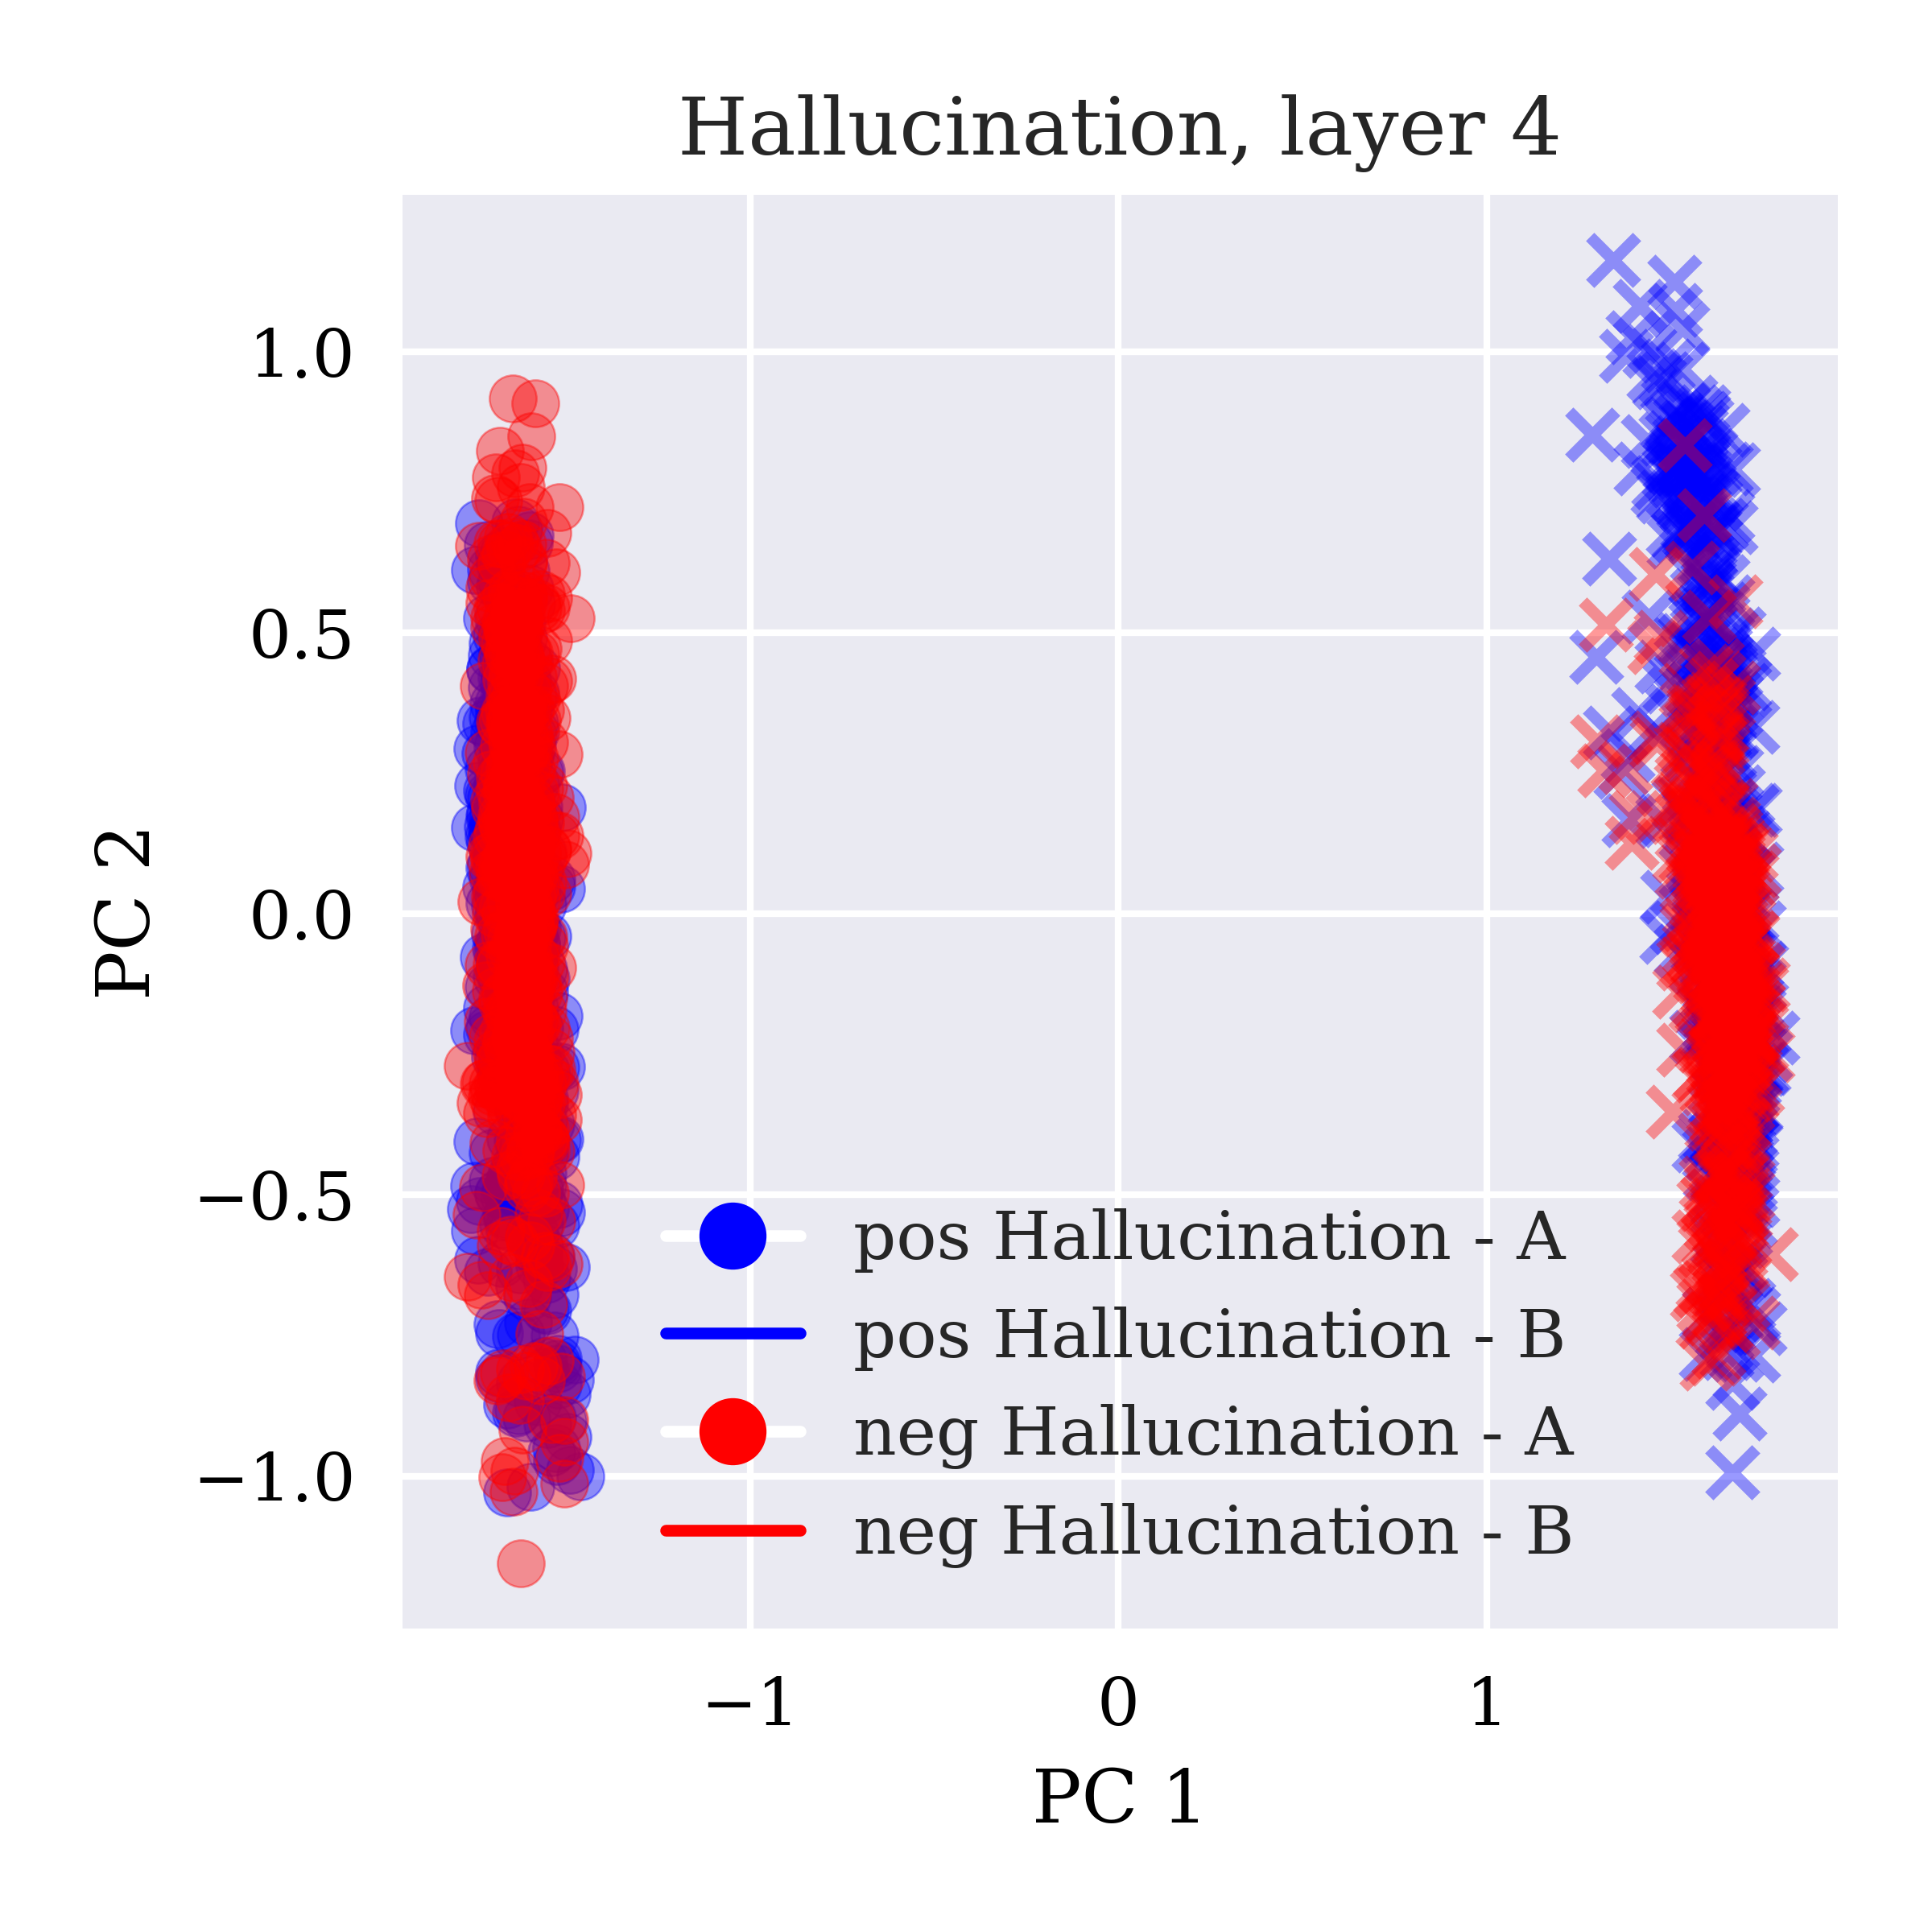 Hallucination, layer 4
PC 2
1.0
0.5
0.0
−0.5
−1.0
pos Hallucination - A
pos Hallucination - B
neg Hallucination - A
neg Hallucination - B
−1 0 1
PC 1